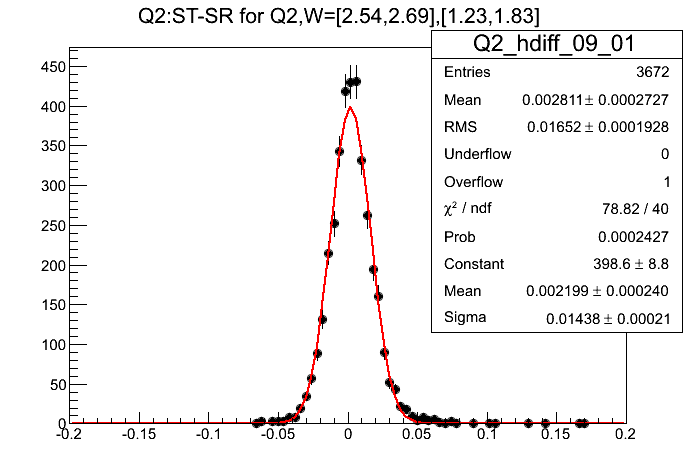 Q2:ST-SR for Q2,W=[2.54,2.69],[1.23,1.83]
Q2_hdiff_09_01
Entries 3672
Mean 0.002811± 0.0002727
RMS 0.01652 ± 0.0001928
Underflow 0
Overflow 1
χ² / ndf 78.82 / 40
Prob 0.0002427
Constant 398.6 ± 8.8
Mean 0.002199 ± 0.000240
Sigma 0.01438 ± 0.00021
450
400
350
300
250
200
150
100
50
0
-0.2 -0.15 -0.1 -0.05 0 0.05 0.1 0.15 0.2